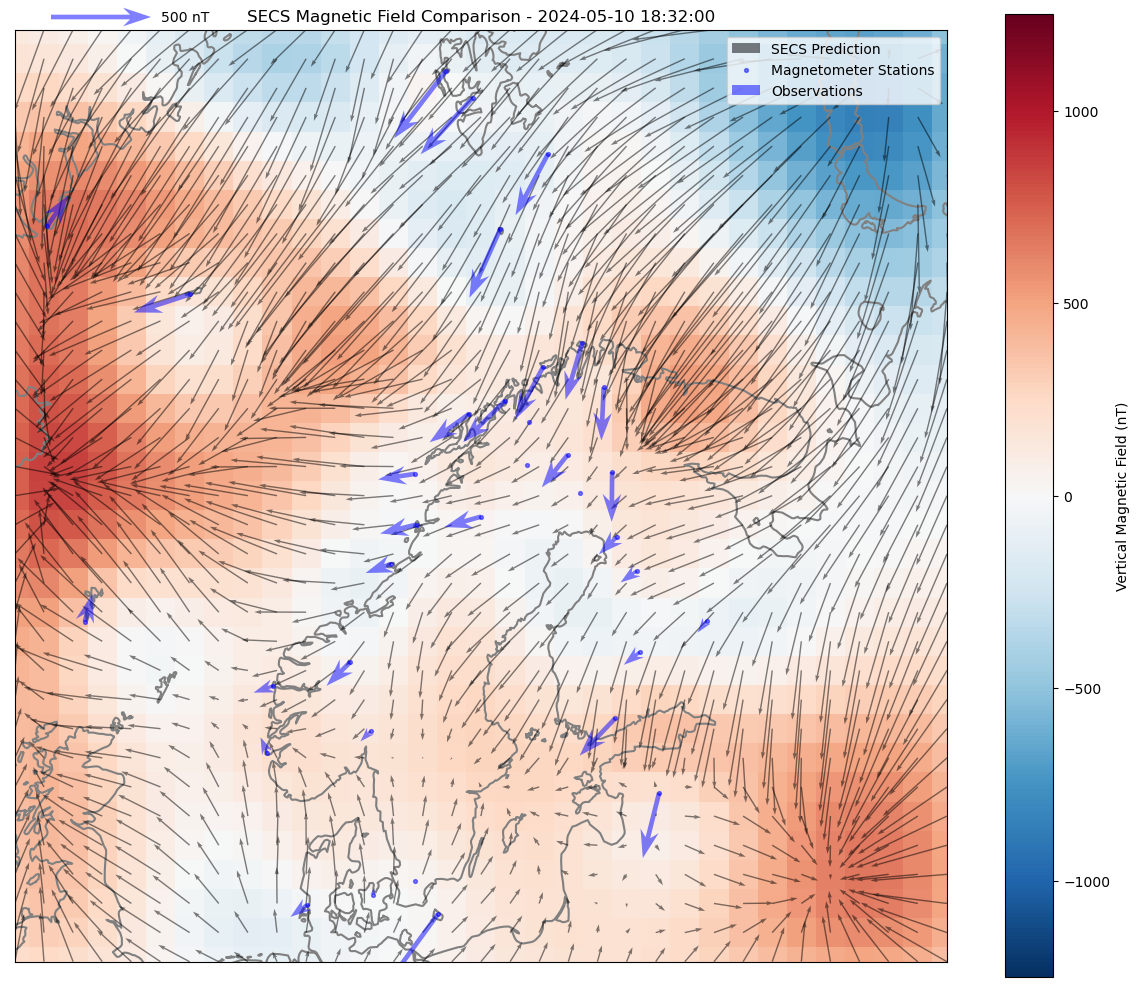 500 nT
SECS Magnetic Field Comparison - 2024-05-10 18:32:00
SECS Prediction
Magnetometer Stations
Observations
1000
500
0
−500
−1000
Vertical Magnetic Field (nT)